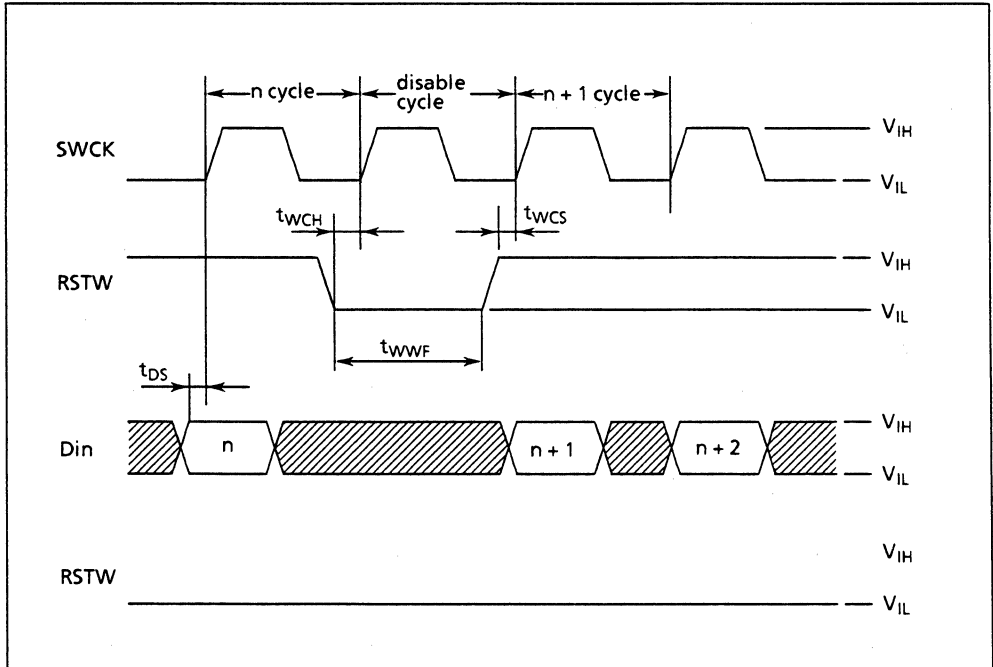 n cycle
disable
cycle
n + 1 cycle
SWCK
VIH
VIL
tWCH
tWCS
RSTW
VIH
VIL
tWWF
tDS
Din
n
n + 1
n + 2
VIH
VIL
RSTW
VIH
VIL